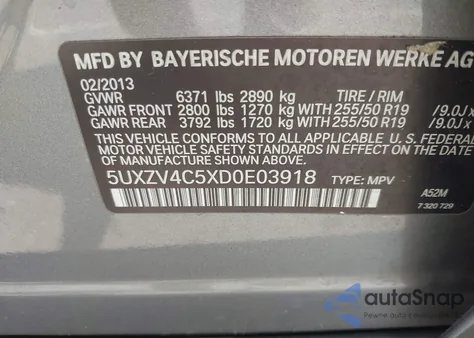 MFD BY BAYERISCHE MOTOREN WERKE AG
02/2013
GVWR 6371 lbs 2890 kg TIRE / RIM
GAWR FRONT 2800 lbs 1270 kg WITH 255/50 R19 /9.0J x
GAWR REAR 3792 lbs 1720 kg WITH 255/50 R19 /9.0J x
THIS VEHICLE CONFORMS TO ALL APPLICABLE
FEDERAL MOTOR VEHICLE SAFETY STANDARDS
IN EFFECT ON THE DATE
OF MANUFACTURE SHOWN ABOVE.
5UXZV4C5XD0E03918 TYPE: MPV
A52M
7 320 729
autoSnap